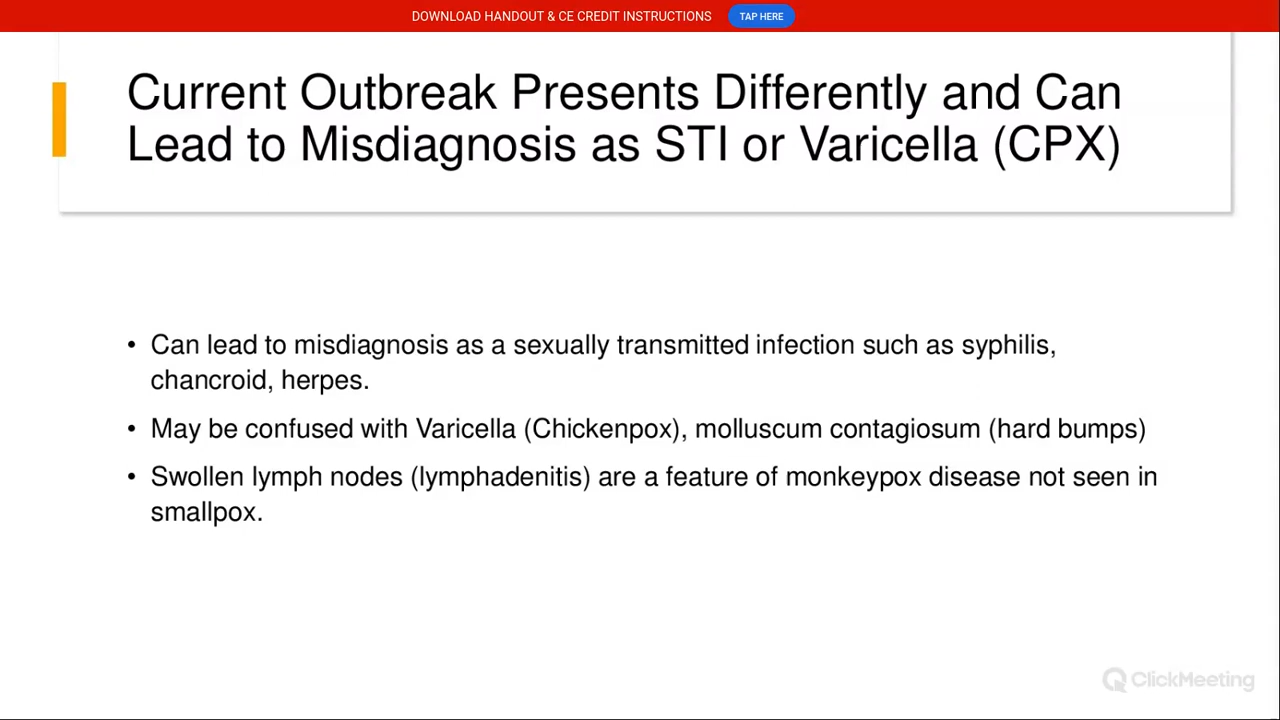 DOWNLOAD HANDOUT & CE CREDIT INSTRUCTIONS TAP HERE
Current Outbreak Presents Differently and Can
Lead to Misdiagnosis as STI or Varicella (CPX)
• Can lead to misdiagnosis as a sexually transmitted infection such as syphilis,
chancroid, herpes.
• May be confused with Varicella (Chickenpox), molluscum contagiosum (hard bumps)
• Swollen lymph nodes (lymphadenitis) are a feature of monkeypox disease not seen in
smallpox.
ClickMeeting